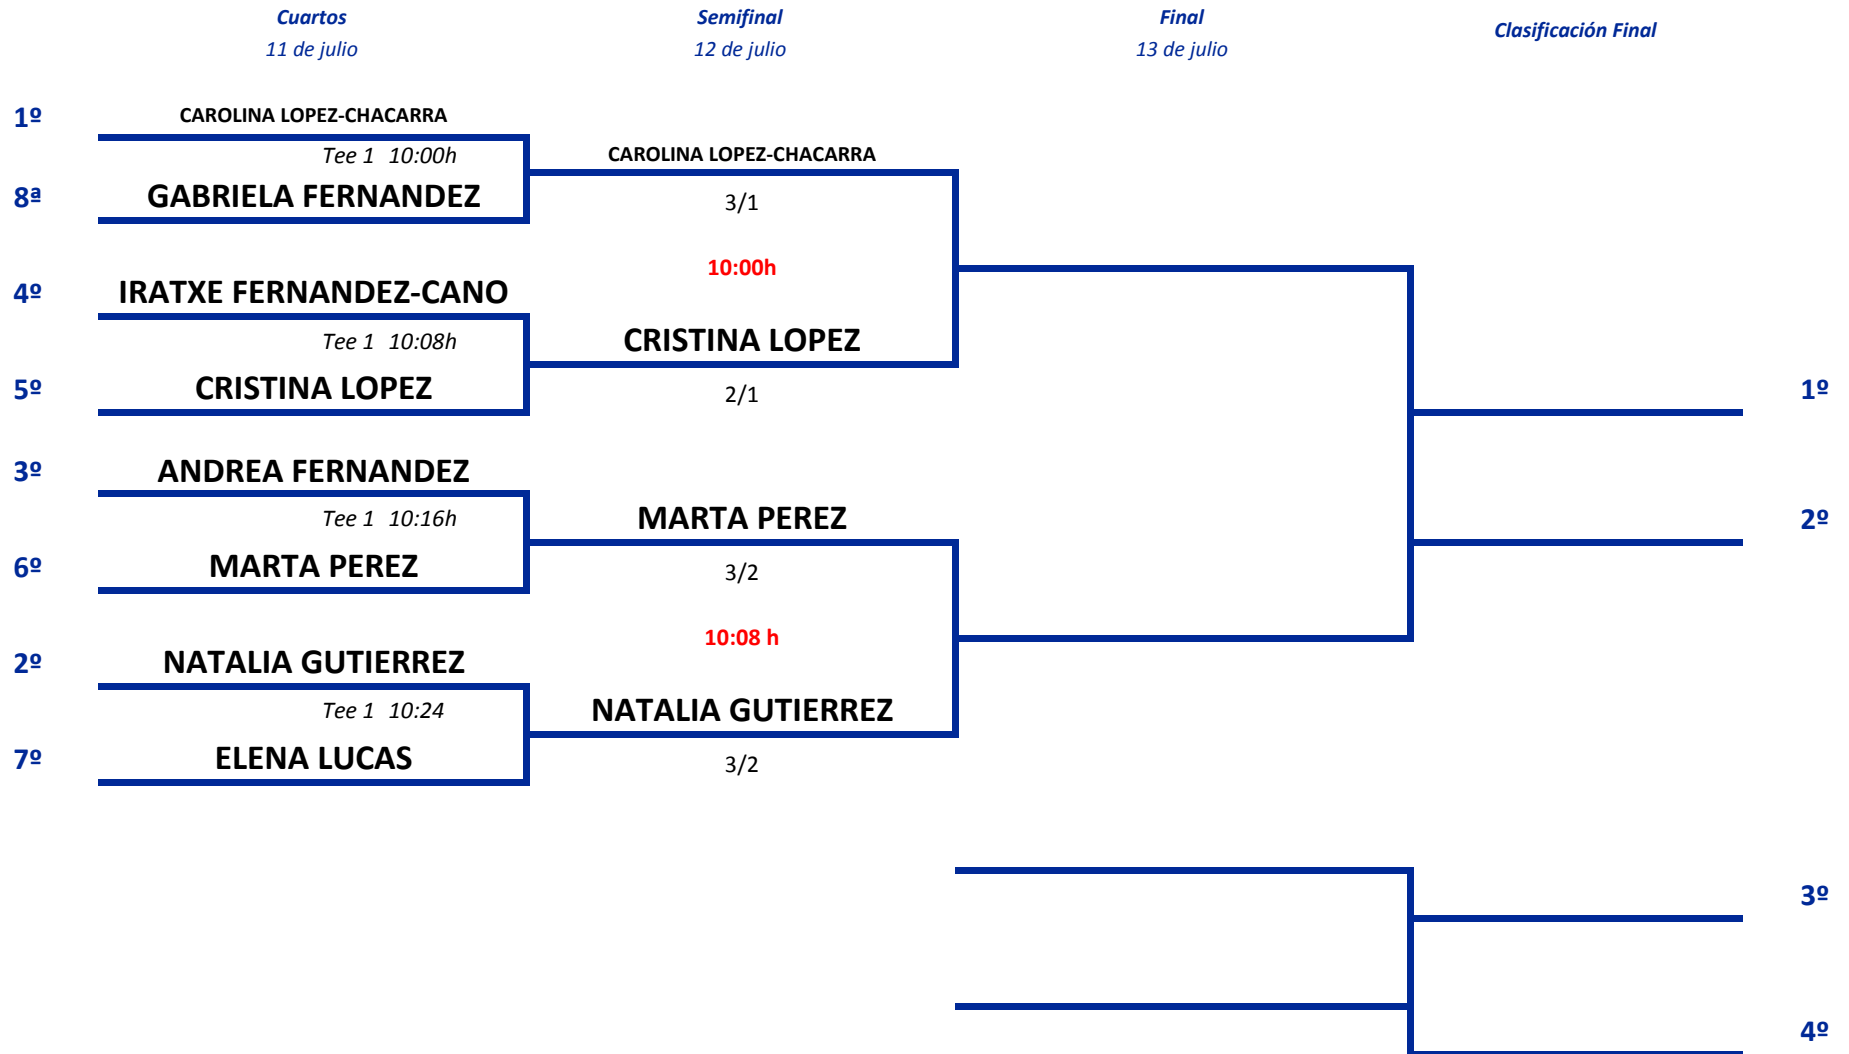 Cuartos
Semifinal
Final
Clasificación Final
11 de julio
12 de julio
13 de julio
1º
CAROLINA LOPEZ-CHACARRA
Tee 1 10:00h
CAROLINA LOPEZ-CHACARRA
8ª
GABRIELA FERNANDEZ
3/1
10:00h
4º
IRATXE FERNANDEZ-CANO
Tee 1 10:08h
CRISTINA LOPEZ
5º
CRISTINA LOPEZ
2/1
1º
3º
ANDREA FERNANDEZ
Tee 1 10:16h
MARTA PEREZ
2º
6º
MARTA PEREZ
3/2
10:08 h
2º
NATALIA GUTIERREZ
Tee 1 10:24
NATALIA GUTIERREZ
7º
ELENA LUCAS
3/2
3º
4º